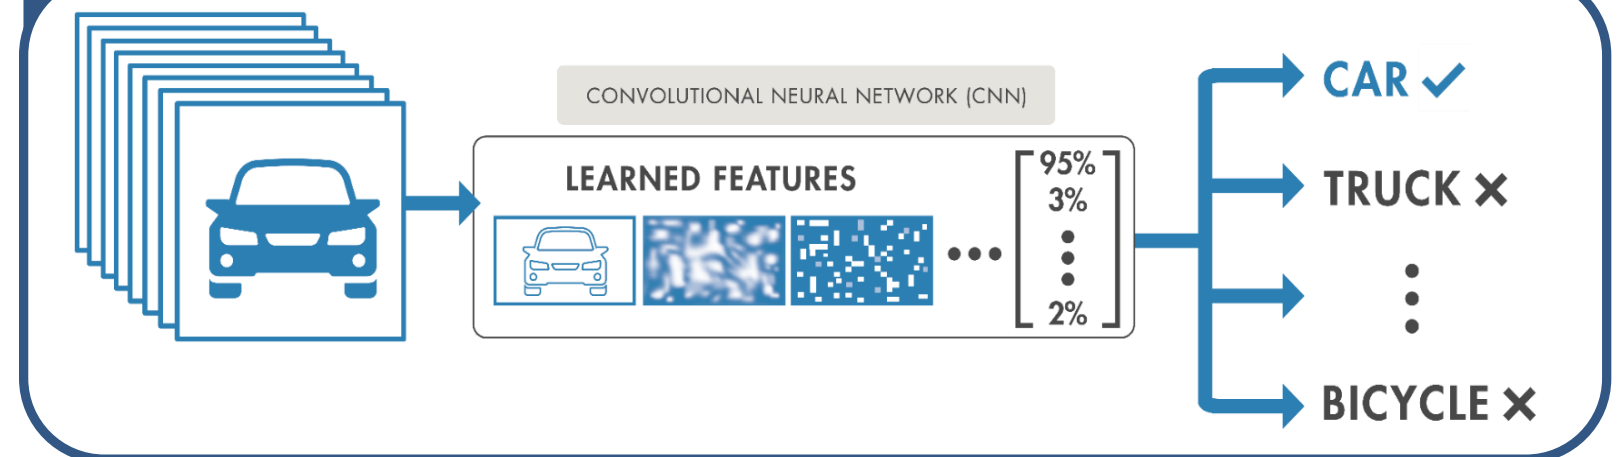 CONVOLUTIONAL NEURAL NETWORK (CNN)
LEARNED FEATURES
95%
3%
2%
CAR
TRUCK
BICYCLE